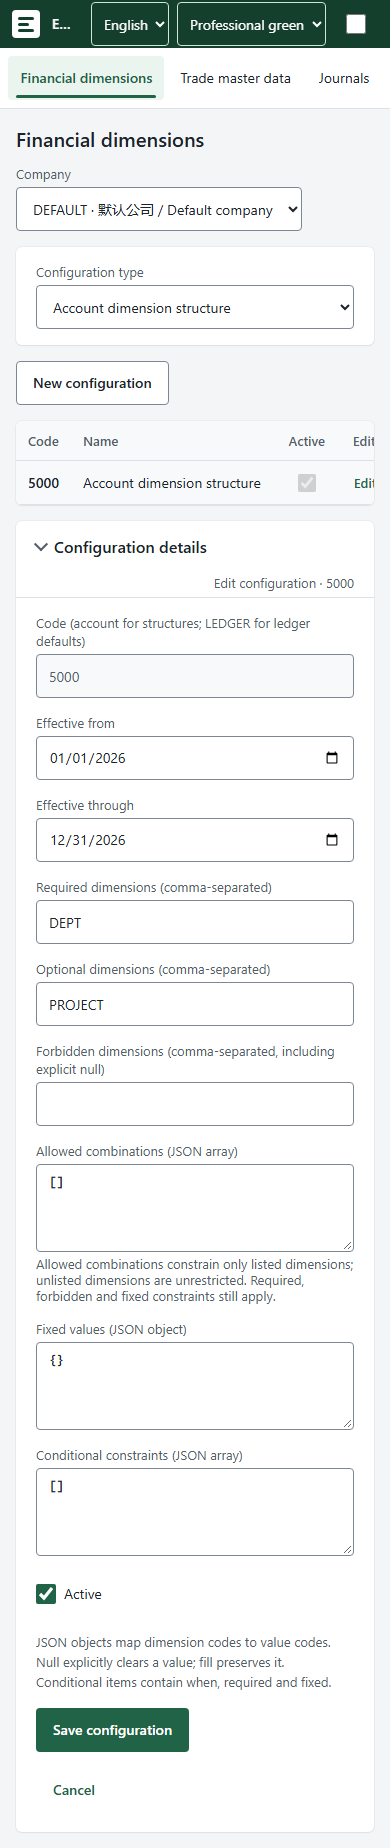 E...
English
Professional green
Financial dimensions
Trade master data
Journals
Financial dimensions
Company
DEFAULT · 默认公司 / Default company
Configuration type
Account dimension structure
New configuration
Code Name Active Edit
5000 Account dimension structure Edit
Configuration details
Edit configuration · 5000
Code (account for structures; LEDGER for ledger
defaults)
5000
Effective from
01/01/2026
Effective through
12/31/2026
Required dimensions (comma-separated)
DEPT
Optional dimensions (comma-separated)
PROJECT
Forbidden dimensions (comma-separated, including
explicit null)
Allowed combinations (JSON array)
[]
Allowed combinations constrain only listed dimensions;
unlisted dimensions are unrestricted. Required,
forbidden and fixed constraints still apply.
Fixed values (JSON object)
{}
Conditional constraints (JSON array)
[]
Active
JSON objects map dimension codes to value codes.
Null explicitly clears a value; fill preserves it.
Conditional items contain when, required and fixed.
Save configuration
Cancel